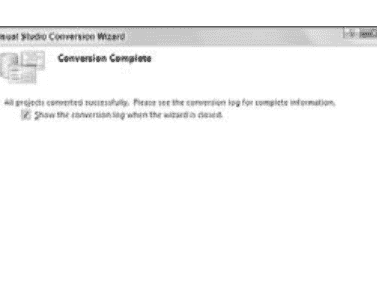 sual Studio Conversion Wizard
Conversion Complete
All projects converted successfully. Please see the conversion log for complete information.
Show the conversion log when the wizard is closed.